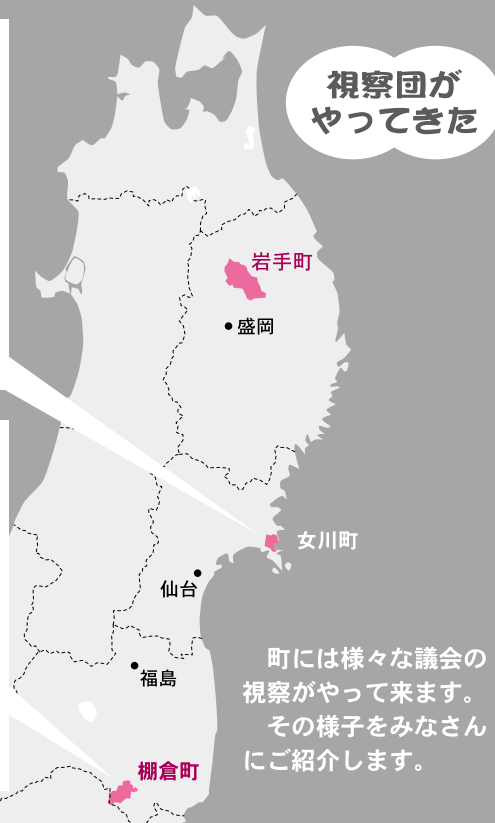 視察団が
やってきた
岩手町
盛岡
女川町
仙台
福島
棚倉町
　町には様々な議会の
視察がやって来ます。
　その様子をみなさん
にご紹介します。